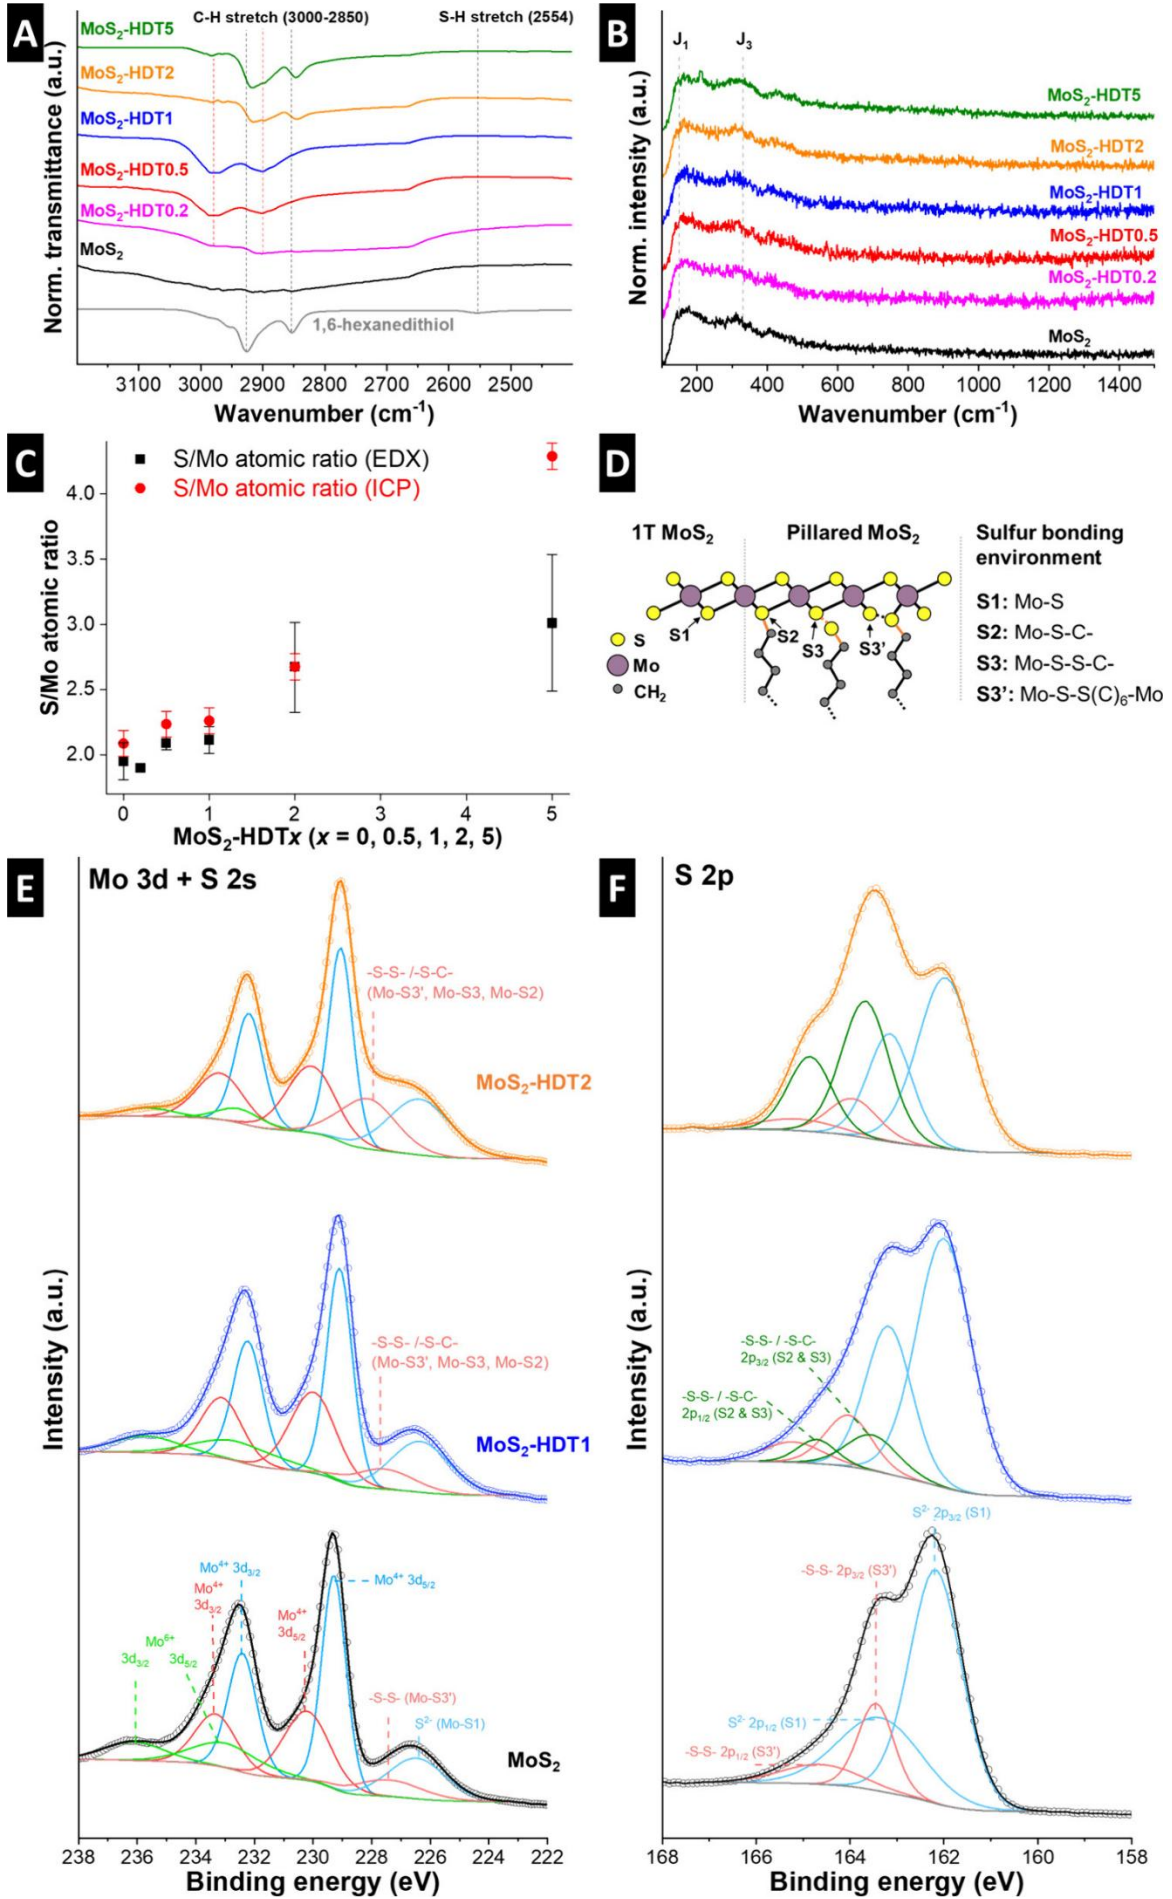 A
C-H stretch (3000-2850)
S-H stretch (2554)
MoS₂-HDT5
MoS₂-HDT2
MoS₂-HDT1
MoS₂-HDT0.5
MoS₂-HDT0.2
MoS₂
1,6-hexanedithiol
Norm. transmittance (a.u.)
3100 3000 2900 2800 2700 2600 2500
Wavenumber (cm⁻¹)
B
J₁
J₃
MoS₂-HDT5
MoS₂-HDT2
MoS₂-HDT1
MoS₂-HDT0.5
MoS₂-HDT0.2
MoS₂
Norm. intensity (a.u.)
200 400 600 800 1000 1200 1400
Wavenumber (cm⁻¹)
C
S/Mo atomic ratio (EDX)
S/Mo atomic ratio (ICP)
4.0
3.5
3.0
2.5
2.0
S/Mo atomic ratio
0 1 2 3 4 5
MoS₂-HDTx (x = 0, 0.5, 1, 2, 5)
D
1T MoS₂
Pillared MoS₂
Sulfur bonding
environment
S1: Mo-S
S2: Mo-S-C-
S3: Mo-S-S-C-
S3': Mo-S-S(C)₆-Mo
S1
S2
S3
S3'
S
Mo
CH₂
E
Mo 3d + S 2s
-S-S- /-S-C-
(Mo-S3', Mo-S3, Mo-S2)
MoS₂-HDT2
-S-S- /-S-C-
(Mo-S3', Mo-S3, Mo-S2)
MoS₂-HDT1
Mo⁴⁺ 3d₃/₂
Mo⁴⁺
3d₃/₂
Mo⁴⁺ 3d₅/₂
Mo⁴⁺
3d₅/₂
Mo⁶⁺
3d₃/₂
3d₅/₂
-S-S- (Mo-S3')
S²⁻ (Mo-S1)
MoS₂
Intensity (a.u.)
238 236 234 232 230 228 226 224 222
Binding energy (eV)
F
S 2p
-S-S- / -S-C-
2p₃/₂ (S2 & S3)
-S-S- / -S-C-
2p₁/₂ (S2 & S3)
S²⁻ 2p₃/₂ (S1)
-S-S- 2p₃/₂ (S3')
S²⁻ 2p₁/₂ (S1)
-S-S- 2p₁/₂ (S3')
Intensity (a.u.)
168 166 164 162 160 158
Binding energy (eV)